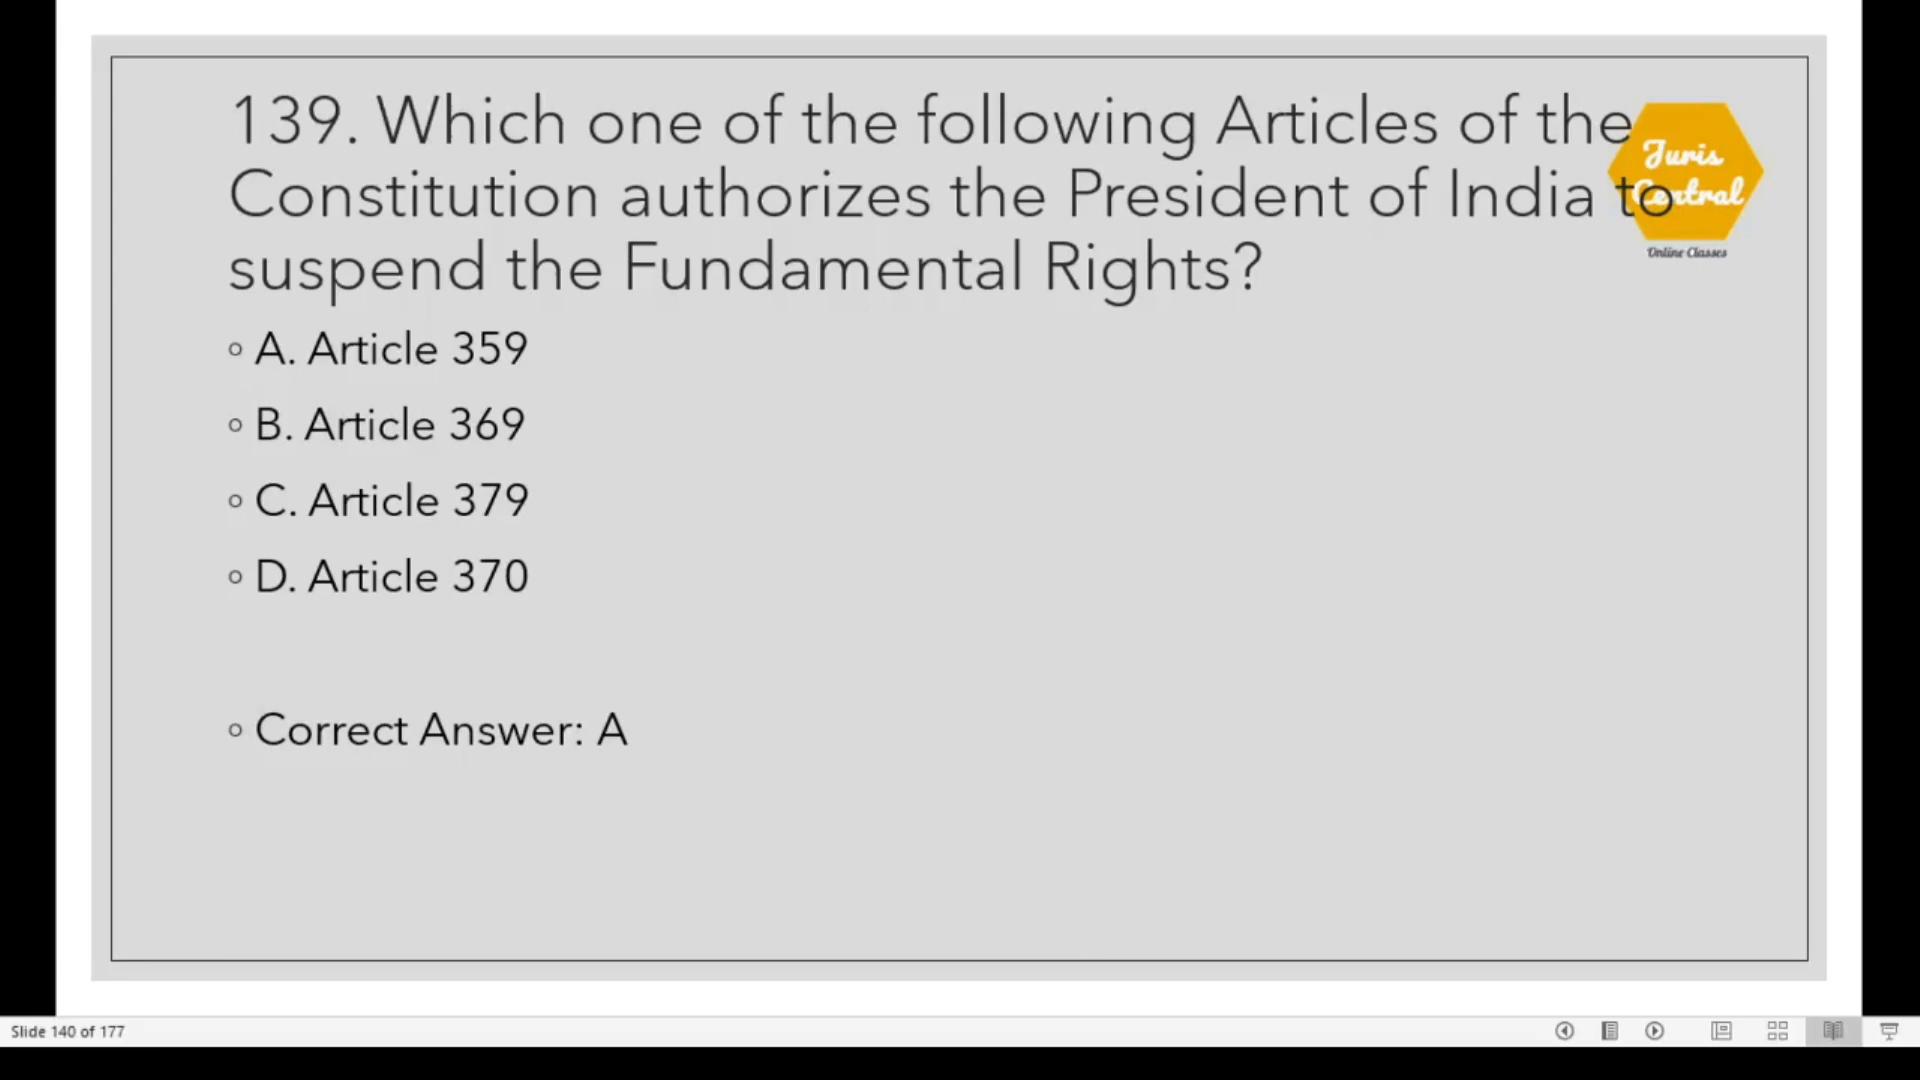 139. Which one of the following Articles of the
Constitution authorizes the President of India to
suspend the Fundamental Rights?
Juris
Central
Online Classes
A. Article 359
B. Article 369
C. Article 379
D. Article 370
Correct Answer: A
Slide 140 of 177